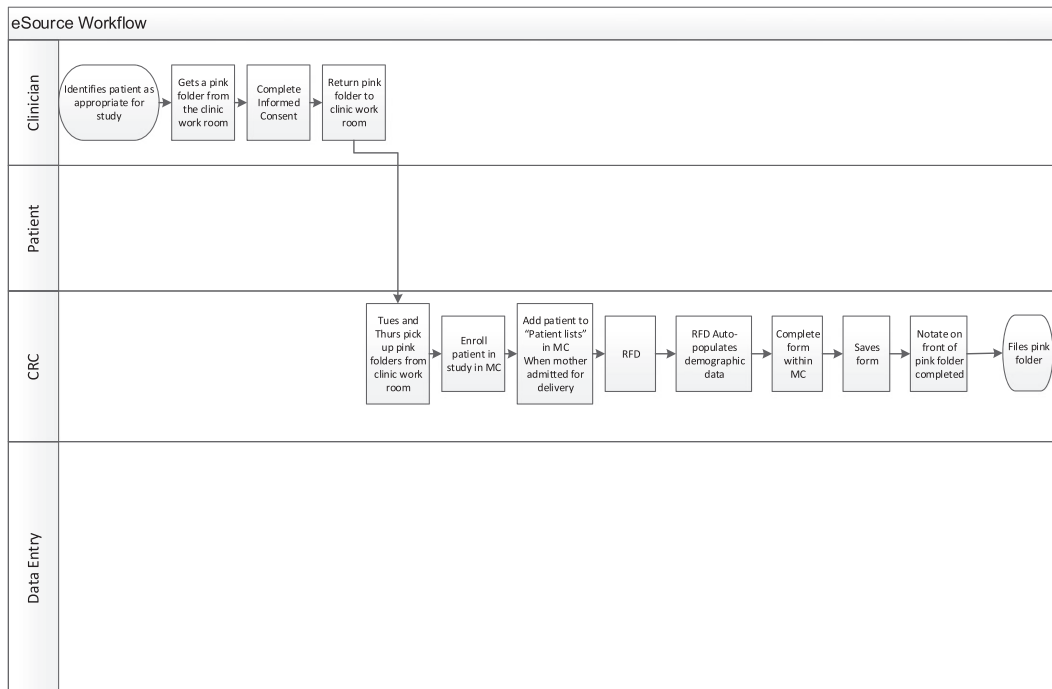 eSource Workflow
Clinician
Identifies patient as
appropriate for
study
Gets a pink
folder from
the clinic
work room
Complete
Informed
Consent
Return pink
folder to
clinic work
room
Patient
CRC
Tues and
Thurs pick
up pink
folders from
clinic work
room
Enroll
patient in
study in MC
Add patient to
“Patient lists”
in MC
When mother
admitted for
delivery
RFD
RFD Auto-
populates
demographic
data
Complete
form within
MC
Saves
form
Notate on
front of
pink folder
completed
Files pink
folder
Data Entry